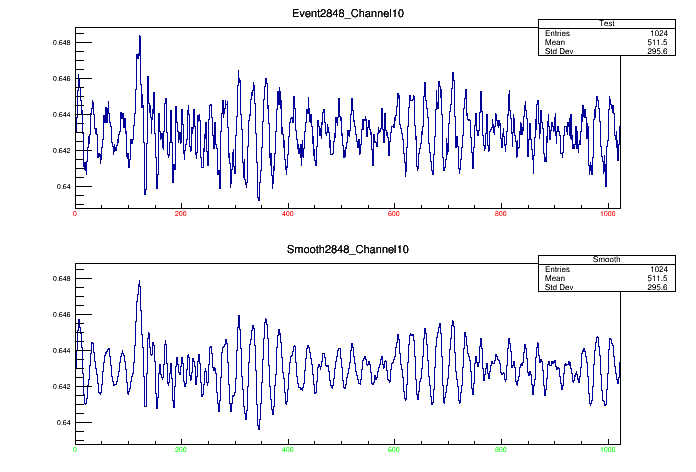 Event2848_Channel10
Test
Entries 1024
Mean 511.5
Std Dev 295.6
0.648
0.646
0.644
0.642
0.64
0 200 400 600 800 1000
Smooth2848_Channel10
Smooth
Entries 1024
Mean 511.5
Std Dev 295.6
0.648
0.646
0.644
0.642
0.64
0 200 400 600 800 1000